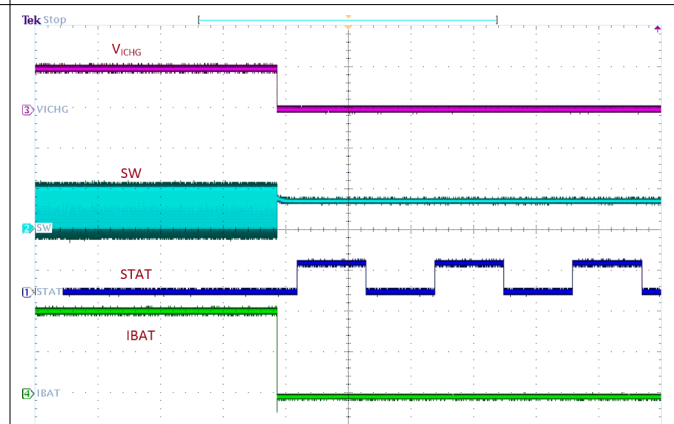 Tek Stop
VICHG
3 VICHG
SW
2 SW
STAT
1 STAT
IBAT
4 IBAT